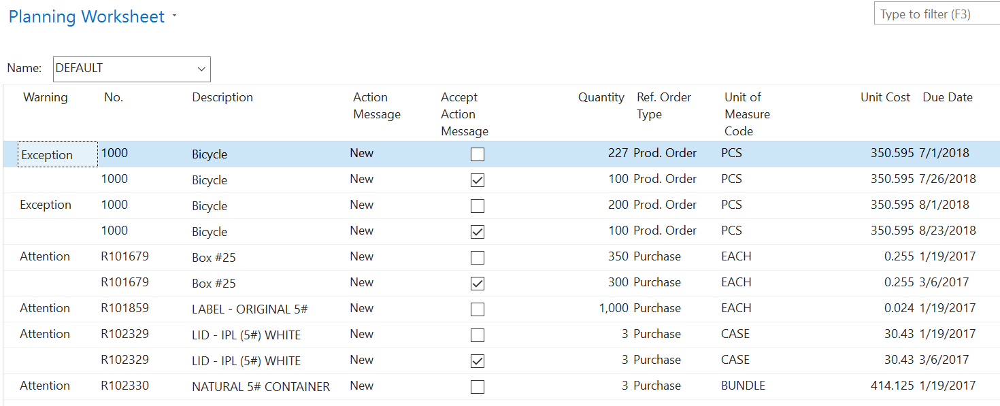 Planning Worksheet
Type to filter (F3)
Name: DEFAULT
Warning No. Description Action Message Accept Action Message Quantity Ref. Order Type Unit of Measure Code Unit Cost Due Date
Exception 1000 Bicycle New 227 Prod. Order PCS 350.595 7/1/2018
1000 Bicycle New 100 Prod. Order PCS 350.595 7/26/2018
Exception 1000 Bicycle New 200 Prod. Order PCS 350.595 8/1/2018
1000 Bicycle New 100 Prod. Order PCS 350.595 8/23/2018
Attention R101679 Box #25 New 350 Purchase EACH 0.255 1/19/2017
R101679 Box #25 New 300 Purchase EACH 0.255 3/6/2017
Attention R101859 LABEL - ORIGINAL 5# New 1,000 Purchase EACH 0.024 1/19/2017
Attention R102329 LID - IPL (5#) WHITE New 3 Purchase CASE 30.43 1/19/2017
R102329 LID - IPL (5#) WHITE New 3 Purchase CASE 30.43 3/6/2017
Attention R102330 NATURAL 5# CONTAINER New 3 Purchase BUNDLE 414.125 1/19/2017